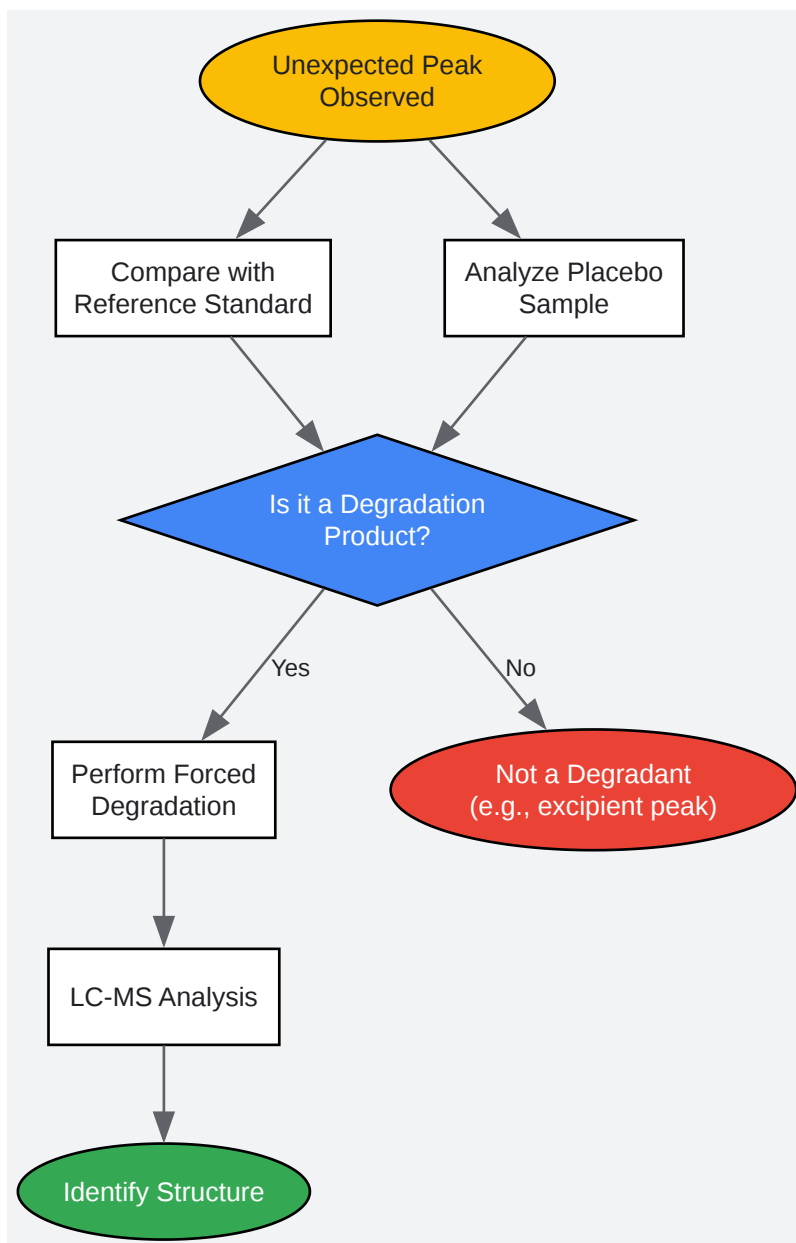 Unexpected Peak
Observed
Compare with
Reference Standard
Analyze Placebo
Sample
Is it a Degradation
Product?
Yes
No
Perform Forced
Degradation
Not a Degradant
(e.g., excipient peak)
LC-MS Analysis
Identify Structure